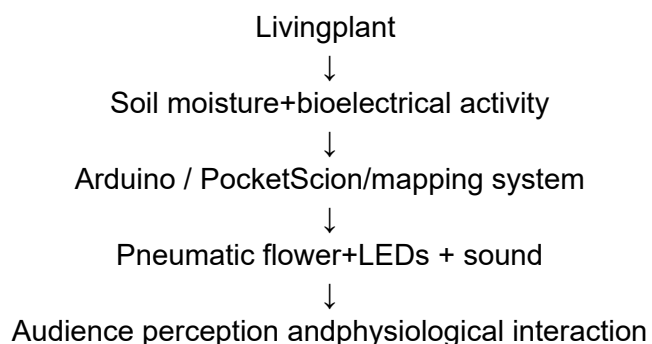 Livingplant
↓
Soil moisture+bioelectrical activity
↓
Arduino / PocketScion/mapping system
↓
Pneumatic flower+LEDs + sound
↓
Audience perception andphysiological interaction